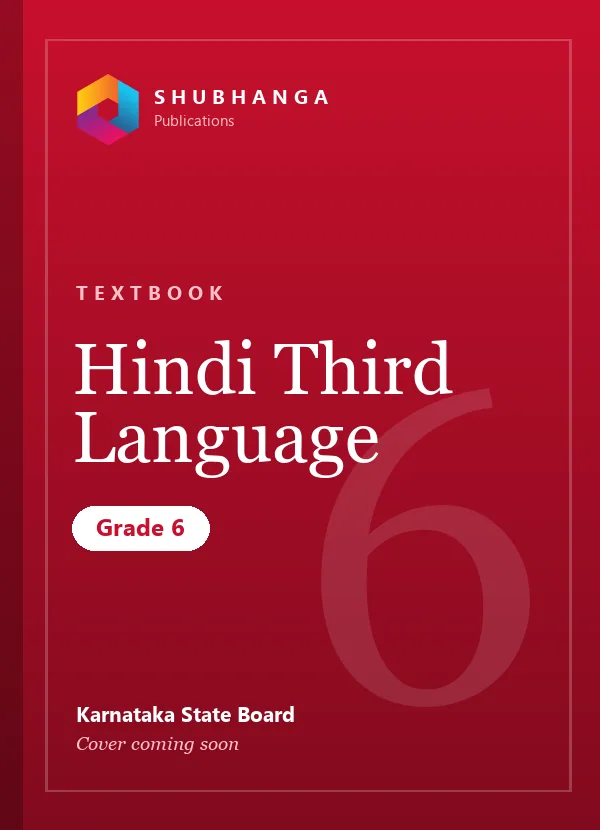 SHUBHANGA
Publications
TEXTBOOK
Hindi Third
Language
6
Grade 6
Karnataka State Board
Cover coming soon